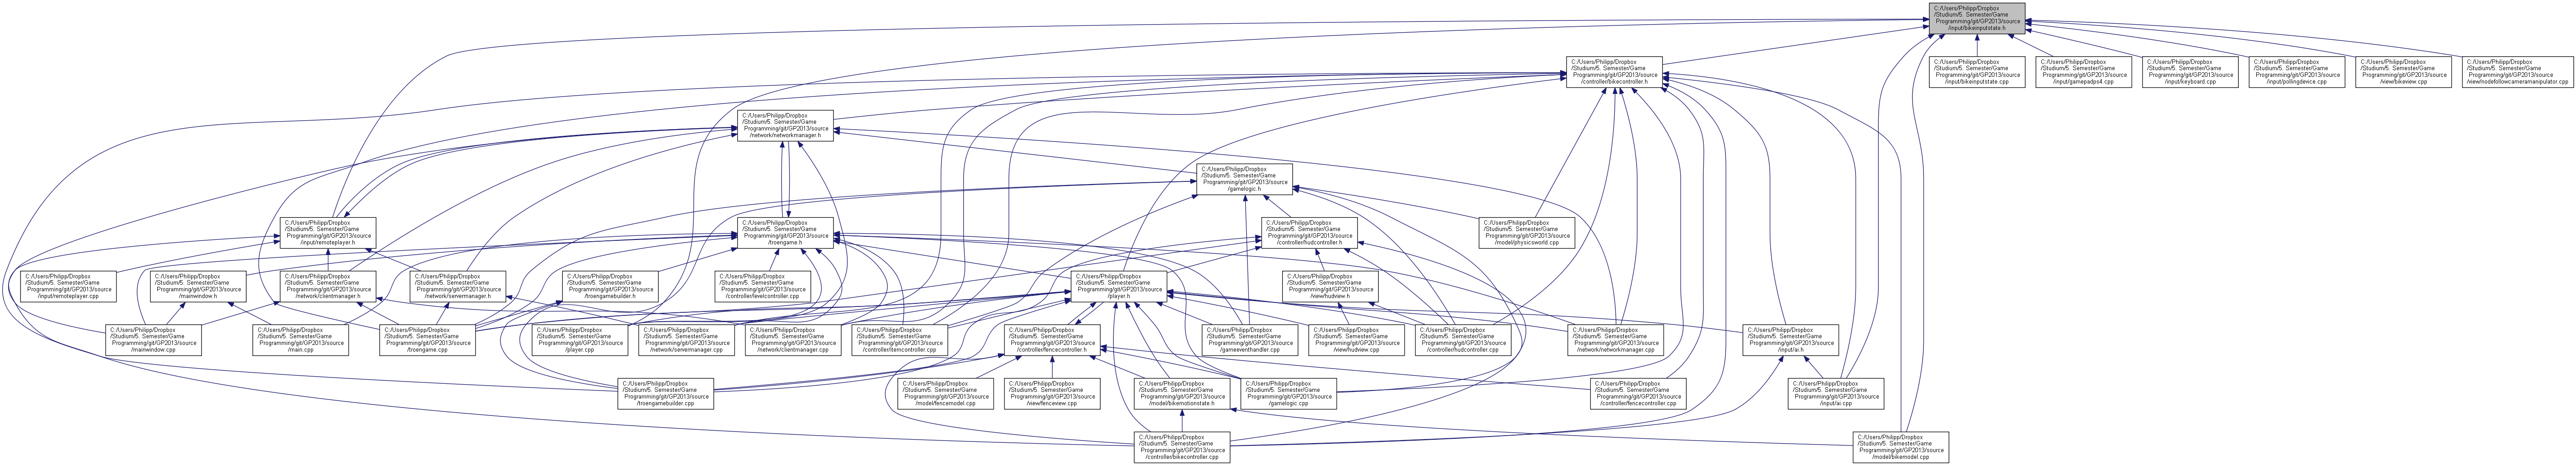 C:/Users/Philipp/Dropbox
/Studium/5. Semester/Game
Programming/git/GP2013/source
/input/bikeinputstate.h
C:/Users/Philipp/Dropbox
/Studium/5. Semester/Game
Programming/git/GP2013/source
/controller/bikecontroller.h
C:/Users/Philipp/Dropbox
/Studium/5. Semester/Game
Programming/git/GP2013/source
/input/bikeinputstate.cpp
C:/Users/Philipp/Dropbox
/Studium/5. Semester/Game
Programming/git/GP2013/source
/input/gamepadps4.cpp
C:/Users/Philipp/Dropbox
/Studium/5. Semester/Game
Programming/git/GP2013/source
/input/keyboard.cpp
C:/Users/Philipp/Dropbox
/Studium/5. Semester/Game
Programming/git/GP2013/source
/input/pollingdevice.cpp
C:/Users/Philipp/Dropbox
/Studium/5. Semester/Game
Programming/git/GP2013/source
/view/bikeview.cpp
C:/Users/Philipp/Dropbox
/Studium/5. Semester/Game
Programming/git/GP2013/source
/view/nodefollowcameramanipulator.cpp
C:/Users/Philipp/Dropbox
/Studium/5. Semester/Game
Programming/git/GP2013/source
/network/networkmanager.h
C:/Users/Philipp/Dropbox
/Studium/5. Semester/Game
Programming/git/GP2013/source
/gamelogic.h
C:/Users/Philipp/Dropbox
/Studium/5. Semester/Game
Programming/git/GP2013/source
/input/remoteplayer.h
C:/Users/Philipp/Dropbox
/Studium/5. Semester/Game
Programming/git/GP2013/source
/troengame.h
C:/Users/Philipp/Dropbox
/Studium/5. Semester/Game
Programming/git/GP2013/source
/controller/hudcontroller.h
C:/Users/Philipp/Dropbox
/Studium/5. Semester/Game
Programming/git/GP2013/source
/model/physicsworld.cpp
C:/Users/Philipp/Dropbox
/Studium/5. Semester/Game
Programming/git/GP2013/source
/input/remoteplayer.cpp
C:/Users/Philipp/Dropbox
/Studium/5. Semester/Game
Programming/git/GP2013/source
/mainwindow.h
C:/Users/Philipp/Dropbox
/Studium/5. Semester/Game
Programming/git/GP2013/source
/network/clientmanager.h
C:/Users/Philipp/Dropbox
/Studium/5. Semester/Game
Programming/git/GP2013/source
/network/servermanager.h
C:/Users/Philipp/Dropbox
/Studium/5. Semester/Game
Programming/git/GP2013/source
/troengamebuilder.h
C:/Users/Philipp/Dropbox
/Studium/5. Semester/Game
Programming/git/GP2013/source
/controller/levelcontroller.cpp
C:/Users/Philipp/Dropbox
/Studium/5. Semester/Game
Programming/git/GP2013/source
/player.h
C:/Users/Philipp/Dropbox
/Studium/5. Semester/Game
Programming/git/GP2013/source
/view/hudview.h
C:/Users/Philipp/Dropbox
/Studium/5. Semester/Game
Programming/git/GP2013/source
/mainwindow.cpp
C:/Users/Philipp/Dropbox
/Studium/5. Semester/Game
Programming/git/GP2013/source
/main.cpp
C:/Users/Philipp/Dropbox
/Studium/5. Semester/Game
Programming/git/GP2013/source
/troengame.cpp
C:/Users/Philipp/Dropbox
/Studium/5. Semester/Game
Programming/git/GP2013/source
/player.cpp
C:/Users/Philipp/Dropbox
/Studium/5. Semester/Game
Programming/git/GP2013/source
/network/servermanager.cpp
C:/Users/Philipp/Dropbox
/Studium/5. Semester/Game
Programming/git/GP2013/source
/network/clientmanager.cpp
C:/Users/Philipp/Dropbox
/Studium/5. Semester/Game
Programming/git/GP2013/source
/controller/itemcontroller.cpp
C:/Users/Philipp/Dropbox
/Studium/5. Semester/Game
Programming/git/GP2013/source
/controller/fencecontroller.h
C:/Users/Philipp/Dropbox
/Studium/5. Semester/Game
Programming/git/GP2013/source
/gameeventhandler.cpp
C:/Users/Philipp/Dropbox
/Studium/5. Semester/Game
Programming/git/GP2013/source
/view/hudview.cpp
C:/Users/Philipp/Dropbox
/Studium/5. Semester/Game
Programming/git/GP2013/source
/controller/hudcontroller.cpp
C:/Users/Philipp/Dropbox
/Studium/5. Semester/Game
Programming/git/GP2013/source
/network/networkmanager.cpp
C:/Users/Philipp/Dropbox
/Studium/5. Semester/Game
Programming/git/GP2013/source
/input/ai.h
C:/Users/Philipp/Dropbox
/Studium/5. Semester/Game
Programming/git/GP2013/source
/troengamebuilder.cpp
C:/Users/Philipp/Dropbox
/Studium/5. Semester/Game
Programming/git/GP2013/source
/model/fencemodel.cpp
C:/Users/Philipp/Dropbox
/Studium/5. Semester/Game
Programming/git/GP2013/source
/view/fenceview.cpp
C:/Users/Philipp/Dropbox
/Studium/5. Semester/Game
Programming/git/GP2013/source
/model/bikemotionstate.h
C:/Users/Philipp/Dropbox
/Studium/5. Semester/Game
Programming/git/GP2013/source
/gamelogic.cpp
C:/Users/Philipp/Dropbox
/Studium/5. Semester/Game
Programming/git/GP2013/source
/controller/fencecontroller.cpp
C:/Users/Philipp/Dropbox
/Studium/5. Semester/Game
Programming/git/GP2013/source
/input/ai.cpp
C:/Users/Philipp/Dropbox
/Studium/5. Semester/Game
Programming/git/GP2013/source
/controller/bikecontroller.cpp
C:/Users/Philipp/Dropbox
/Studium/5. Semester/Game
Programming/git/GP2013/source
/model/bikemodel.cpp